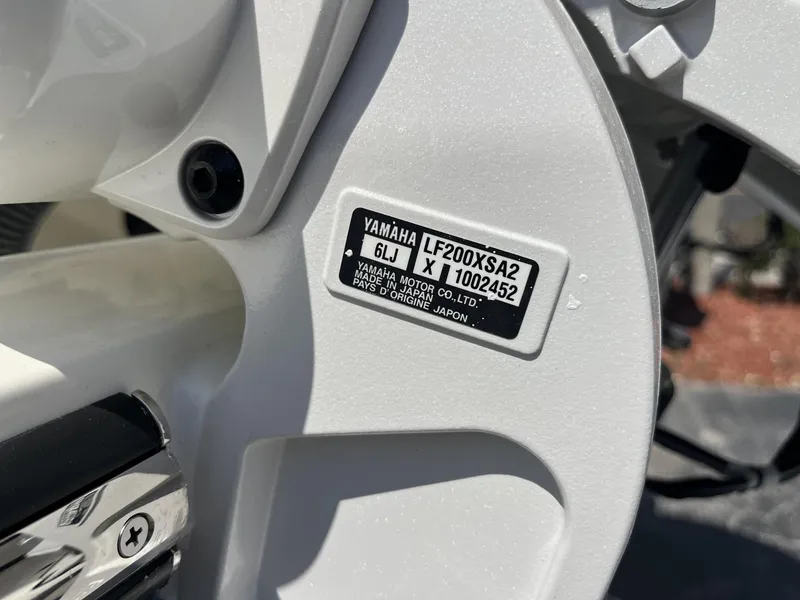 YAMAHA LF200XSA2
6LJ X 1002452
YAMAHA MOTOR CO.,LTD.
MADE IN JAPAN
PAYS D'ORIGINE JAPON